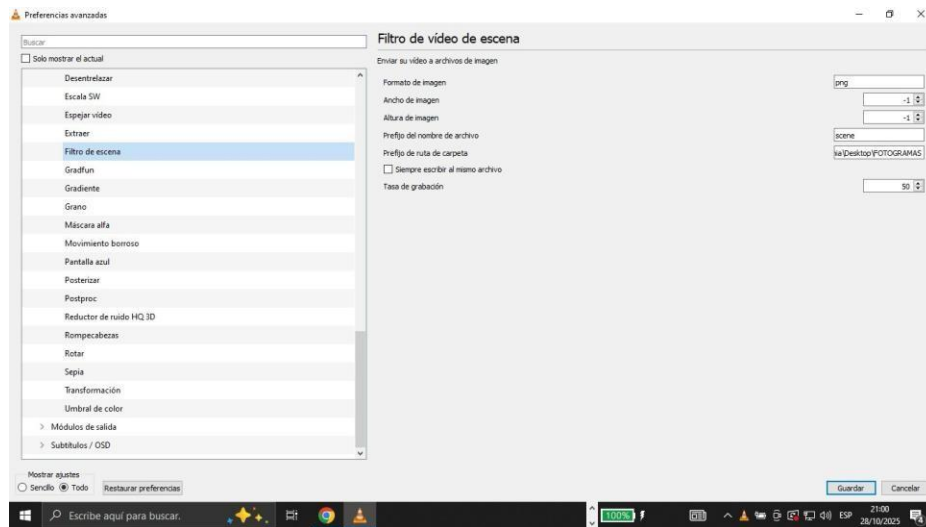 Preferencias avanzadas
Buscar
Solo mostrar el actual
Desentrelazar
Escala SW
Espejar vídeo
Extraer
Filtro de escena
Gradfun
Gradiente
Grano
Máscara alfa
Movimiento borroso
Pantalla azul
Posterizar
Postproc
Reductor de ruido HQ 3D
Rompecabezas
Rotar
Sepia
Transformación
Umbral de color
Módulos de salida
Subtítulos / OSD
Mostrar ajustes
Sencillo Todo Restaurar preferencias
Filtro de vídeo de escena
Enviar su vídeo a archivos de imagen
Formato de imagen png
Ancho de imagen -1
Altura de imagen -1
Prefijo del nombre de archivo scene
Prefijo de ruta de carpeta \Desktop\FOTOGRAMAS
Siempre escribir al mismo archivo
Tasa de grabación 50
Guardar Cancelar
Escribe aquí para buscar.
100%
ESP
21:00
28/10/2025